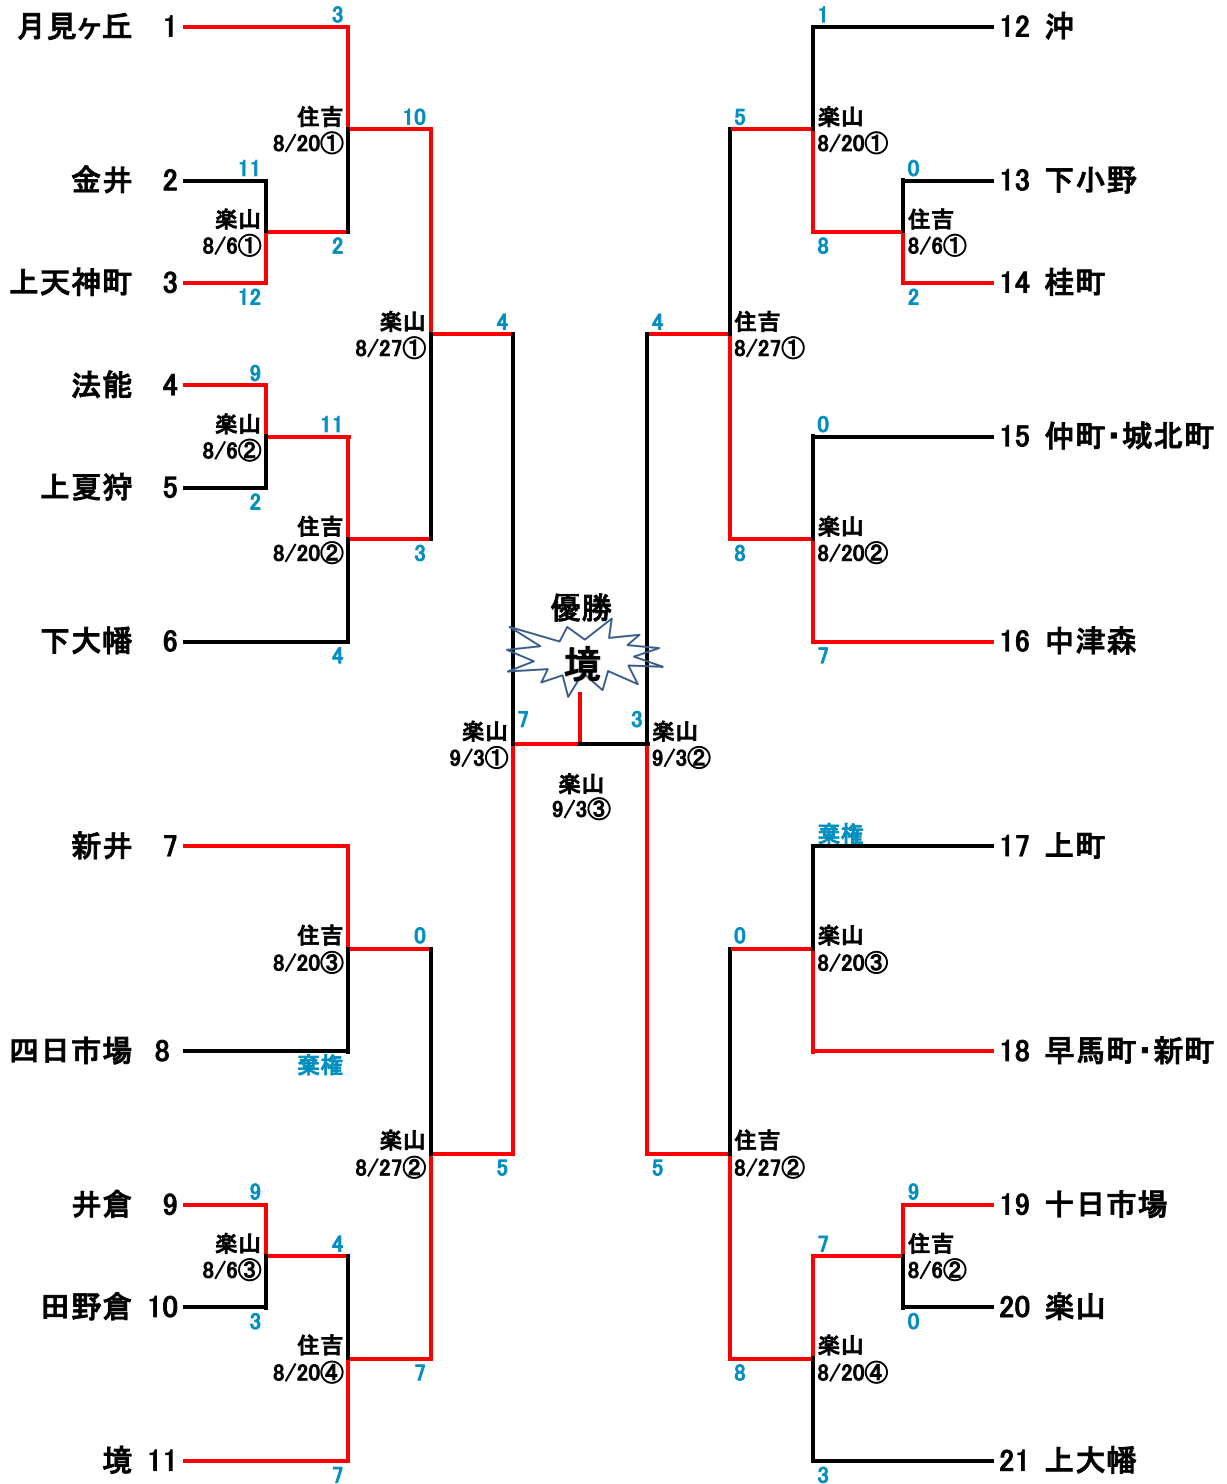 月見ヶ丘 1
3
住吉
8/20①
10
金井 2
11
楽山
8/6①
2
上天神町 3
12
楽山
8/27①
4
法能 4
9
楽山
8/6②
11
上夏狩 5
2
住吉
8/20②
3
下大幡 6
4
優勝
境
楽山
9/3①
7
楽山
9/3③
3
楽山
9/3②
新井 7
住吉
8/20③
0
四日市場 8
棄権
楽山
8/27②
5
井倉 9
9
楽山
8/6③
4
田野倉 10
3
住吉
8/20④
7
境 11
7
1
12 沖
5
楽山
8/20①
0
13 下小野
住吉
8/6①
8
14 桂町
2
4
住吉
8/27①
0
15 仲町・城北町
楽山
8/20②
8
16 中津森
7
棄権
17 上町
0
楽山
8/20③
18 早馬町・新町
住吉
8/27②
5
9
19 十日市場
7
住吉
8/6②
20 楽山
0
楽山
8/20④
8
21 上大幡
3